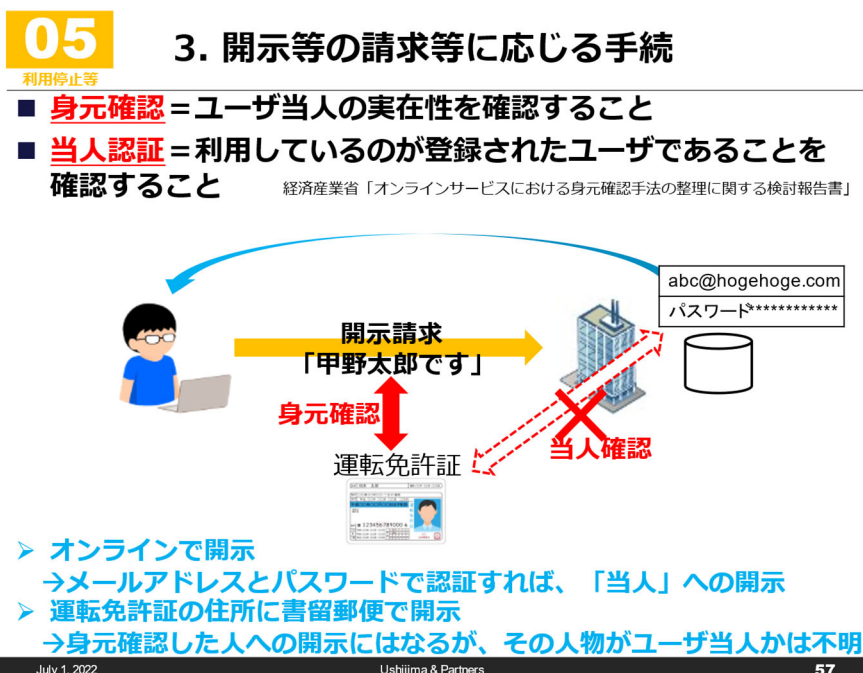 05
利用停止等
3. 開示等の請求等に応じる手続
■ 身元確認＝ユーザ当人の実在性を確認すること
■ 当人認証＝利用しているのが登録されたユーザであることを
確認すること
経済産業省「オンラインサービスにおける身元確認手法の整理に関する検討報告書」
abc@hogehoge.com
パスワード************
開示請求
「甲野太郎です」
身元確認
当人確認
運転免許証
123456789000
➢ オンラインで開示
→メールアドレスとパスワードで認証すれば、「当人」への開示
➢ 運転免許証の住所に書留郵便で開示
→身元確認した人への開示にはなるが、その人物がユーザ当人かは不明
July 1, 2022
Ushijima & Partners
57